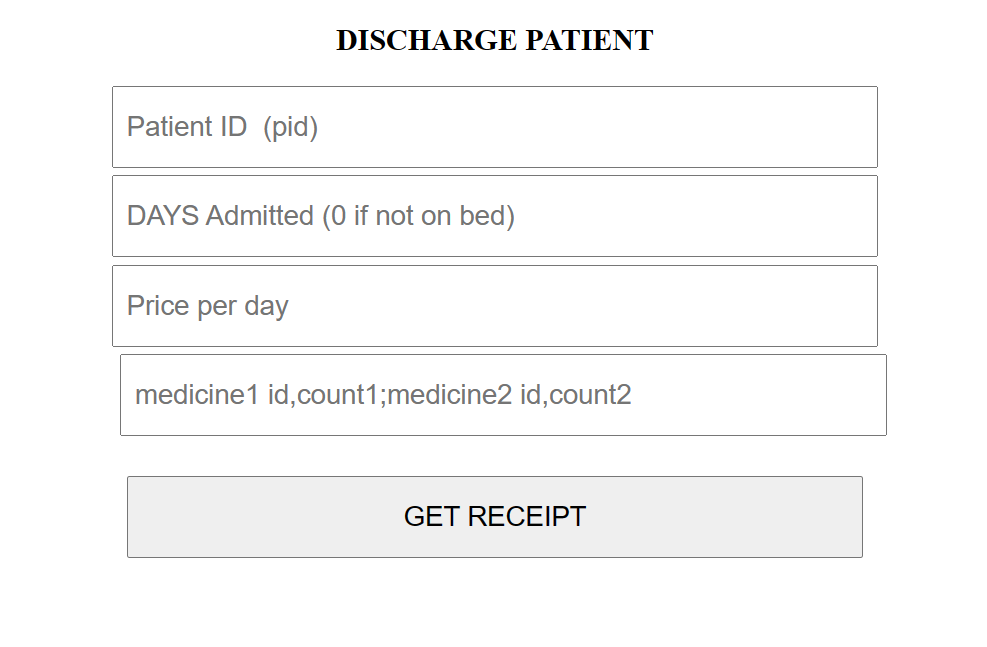 DISCHARGE PATIENT
Patient ID  (pid)
DAYS Admitted (0 if not on bed)
Price per day
medicine1 id,count1;medicine2 id,count2
GET RECEIPT